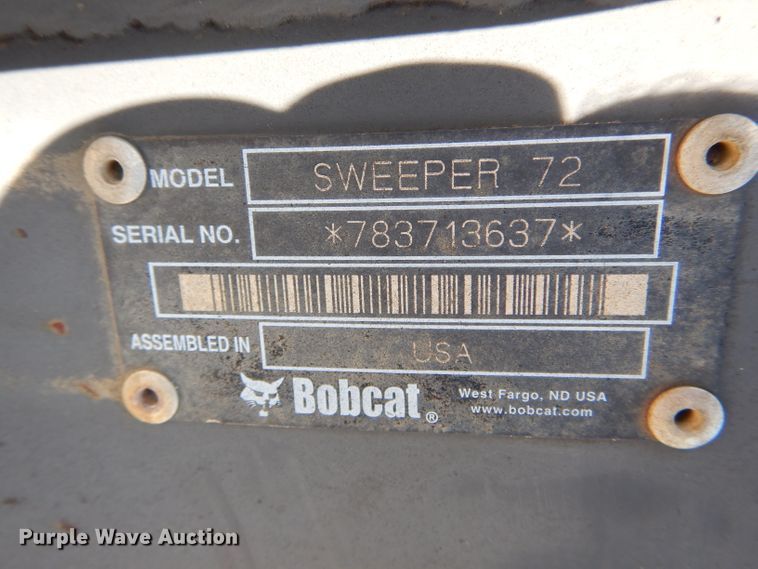 MODEL SWEEPER 72
SERIAL NO. *783713637*
ASSEMBLED IN USA
Bobcat® West Fargo, ND USA
www.bobcat.com
Purple Wave Auction